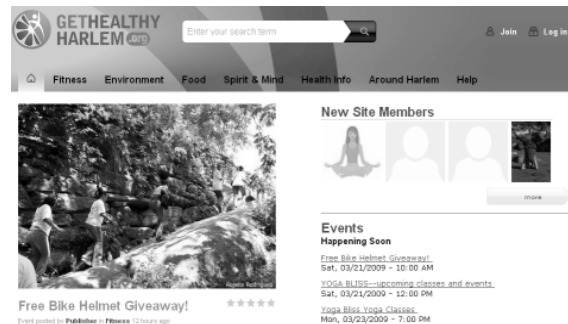 GETHEALTHY
HARLEM.org
Enter your search term
Join
Log in
Fitness
Environment
Food
Spirit & Mind
Health Info
Around Harlem
Help
New Site Members
more
Events
Happening Soon
Free Bike Helmet Giveaway!
Sat, 03/21/2009 - 10:00 AM
YOGA BLISS--upcoming classes and events
Sat, 03/21/2009 - 12:00 PM
Yoga Bliss Yoga Classes
Mon, 03/23/2009 - 7:00 PM
Rogelio Rodriguez
Free Bike Helmet Giveaway!
Event posted by Publisher in Fitness 12 hours ago